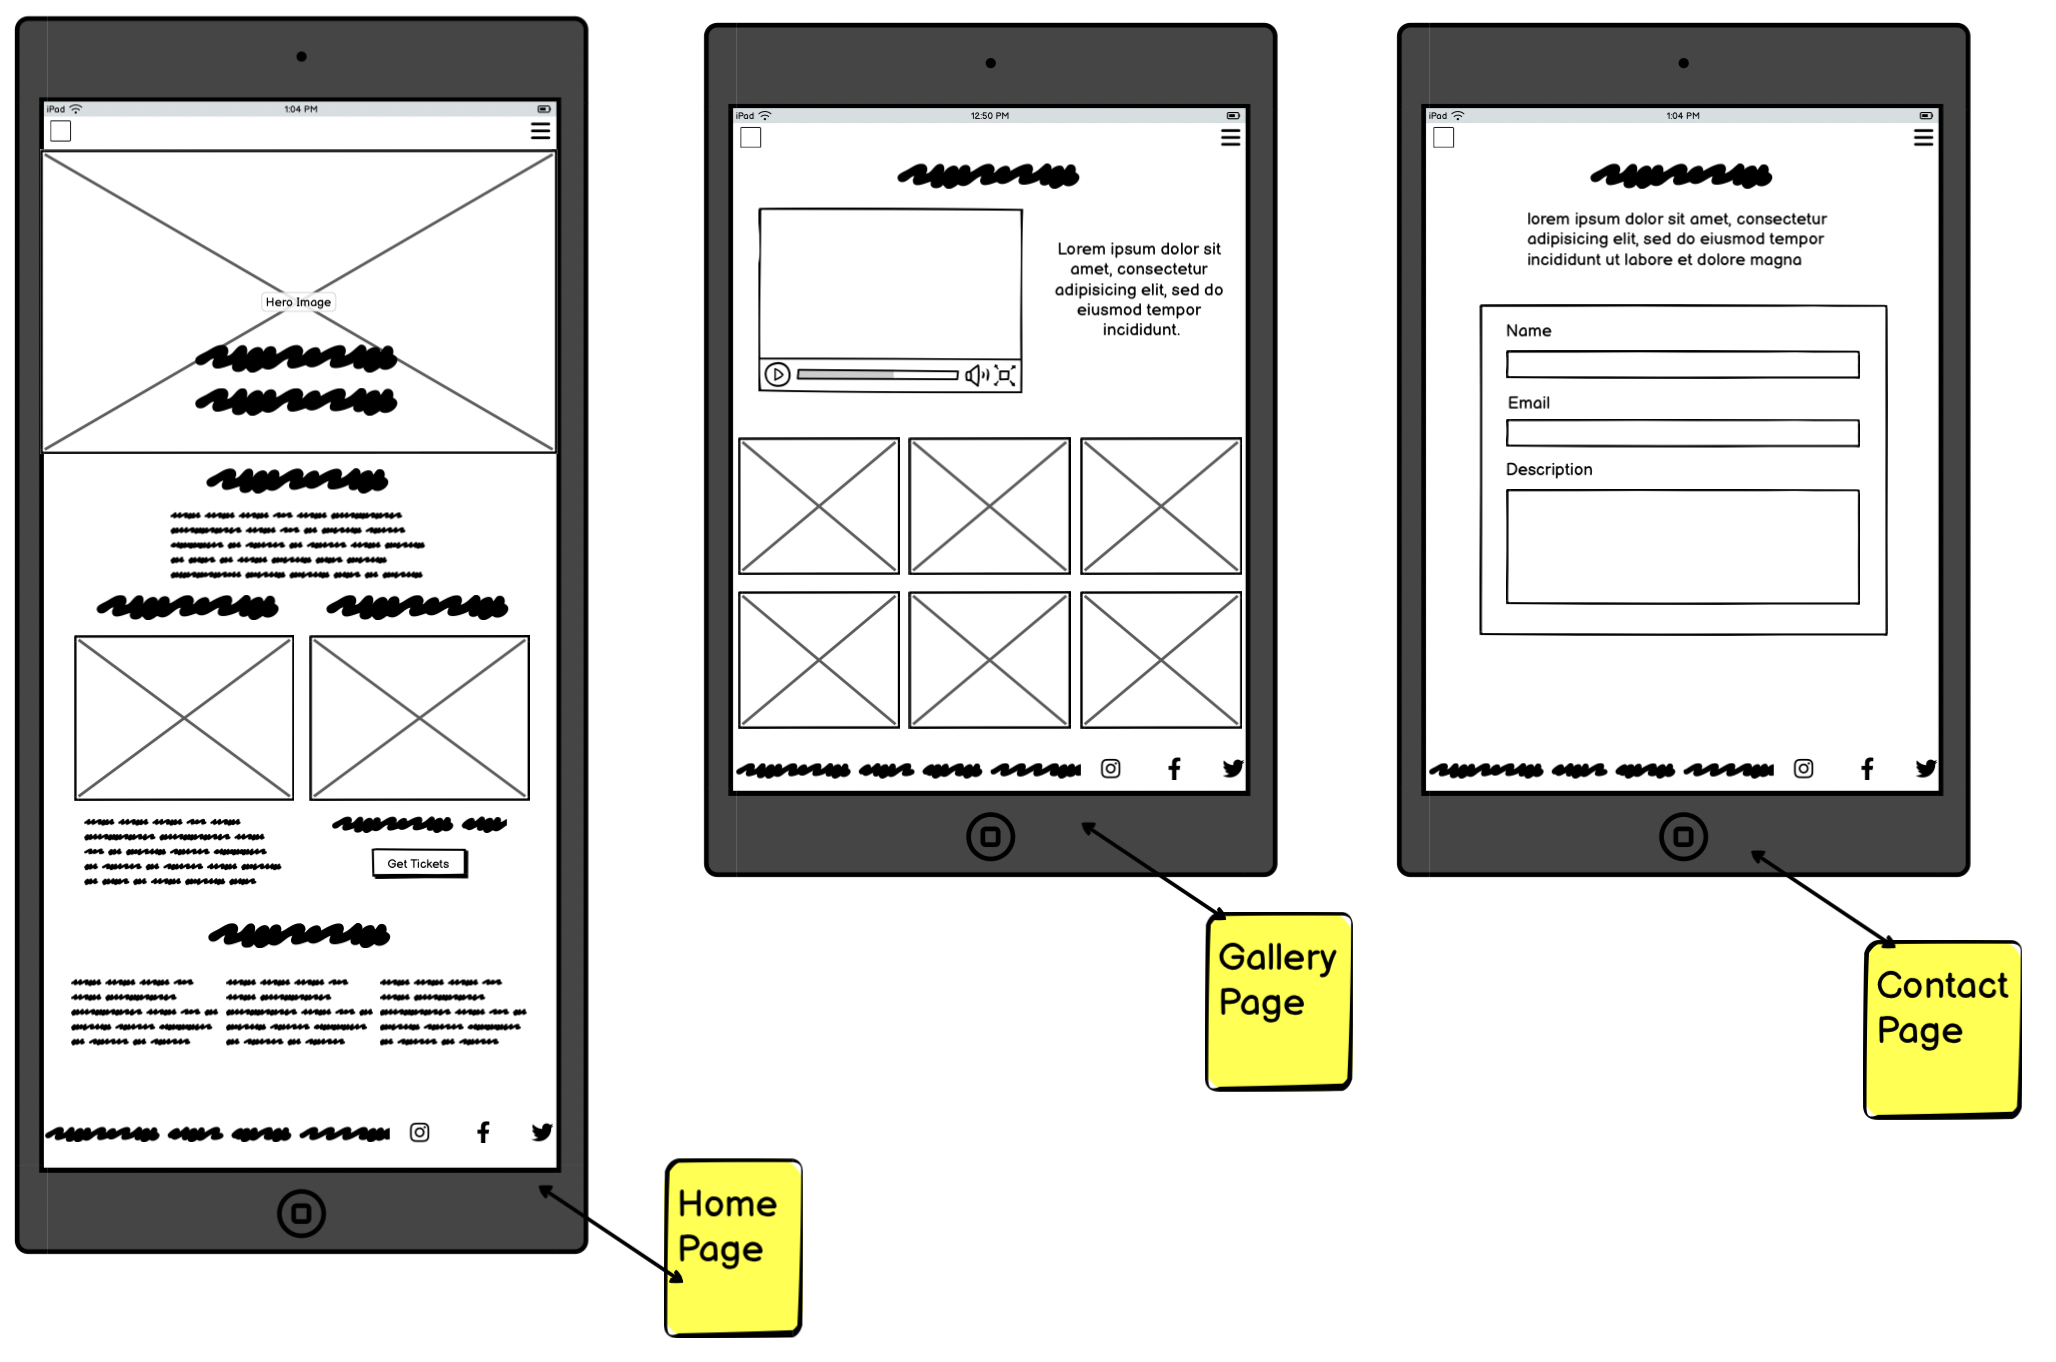 iPad
1:04 PM
Hero Image
Get Tickets
Home
Page
iPad
12:50 PM
Lorem ipsum dolor sit
amet, consectetur
adipisicing elit, sed do
eiusmod tempor
incididunt.
Gallery
Page
iPad
1:04 PM
lorem ipsum dolor sit amet, consectetur
adipisicing elit, sed do eiusmod tempor
incididunt ut labore et dolore magna
Name
Email
Description
Contact
Page